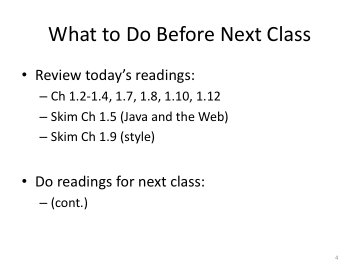 What to Do Before Next Class
• Review today's readings:
– Ch 1.2-1.4, 1.7, 1.8, 1.10, 1.12
– Skim Ch 1.5 (Java and the Web)
– Skim Ch 1.9 (style)
• Do readings for next class:
– (cont.)
4